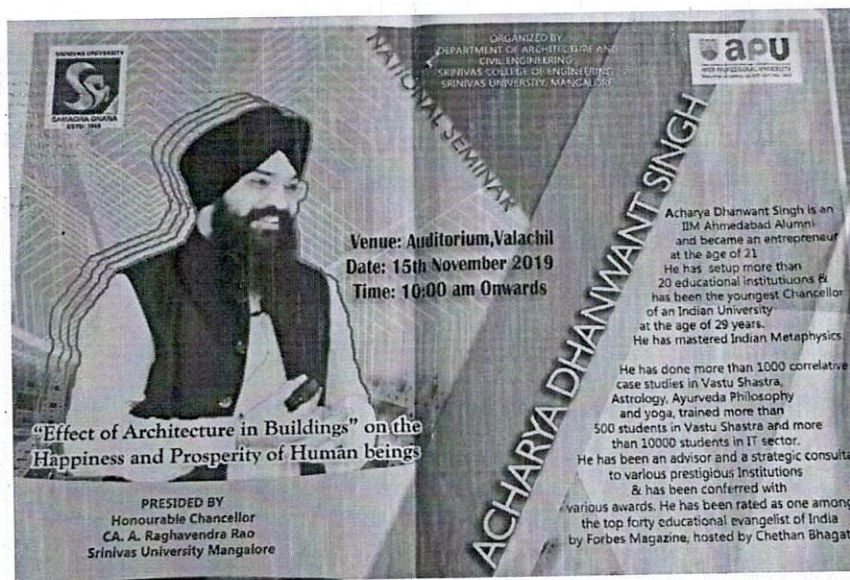 SRINIVAS UNIVERSITY
SAMAGRA GNANA
NATIONAL SEMINAR
ORGANIZED BY
DEPARTMENT OF ARCHITECTURE AND
CIVIL ENGINEERING
SRINIVAS COLLEGE OF ENGINEERING
SRINIVAS UNIVERSITY, MANGALORE
apu
Venue: Auditorium,Valachil
Date: 15th November 2019
Time: 10:00 am Onwards
"Effect of Architecture in Buildings" on the
Happiness and Prosperity of Human beings
PRESIDED BY
Honourable Chancellor
CA. A. Raghavendra Rao
Srinivas University Mangalore
ACHARYA DHANWANT SINGH
Acharya Dhanwant Singh is an
IIM Ahmedabad Alumni
and became an entrepreneur
at the age of 21
He has setup more than
20 educational institutiuons &
has been the youngest Chancellor
of an Indian University
at the age of 29 years.
He has mastered Indian Metaphysics
He has done more than 1000 correlative
case studies in Vastu Shastra,
Astrology, Ayurveda Philosophy
and yoga, trained more than
500 students in Vastu Shastra and more
than 10000 students in IT sector.
He has been an advisor and a strategic consulta
to various prestigious Institutions
& has been conferred with
various awards. He has been rated as one among
the top forty educational evangelist of India
by Forbes Magazine, hosted by Chethan Bhagat